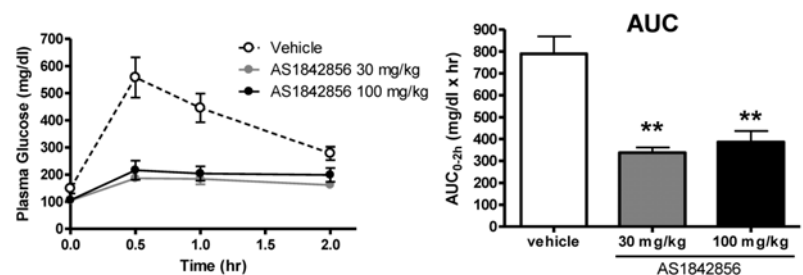 700
600
500
400
300
200
100
0
Plasma Glucose (mg/dl)
0.0 0.5 1.0 1.5 2.0
Time (hr)
Vehicle
AS1842856 30 mg/kg
AS1842856 100 mg/kg
AUC
900
800
700
600
500
400
300
200
100
0
AUC0-2h (mg/dl x hr)
** **
vehicle 30 mg/kg 100 mg/kg
AS1842856